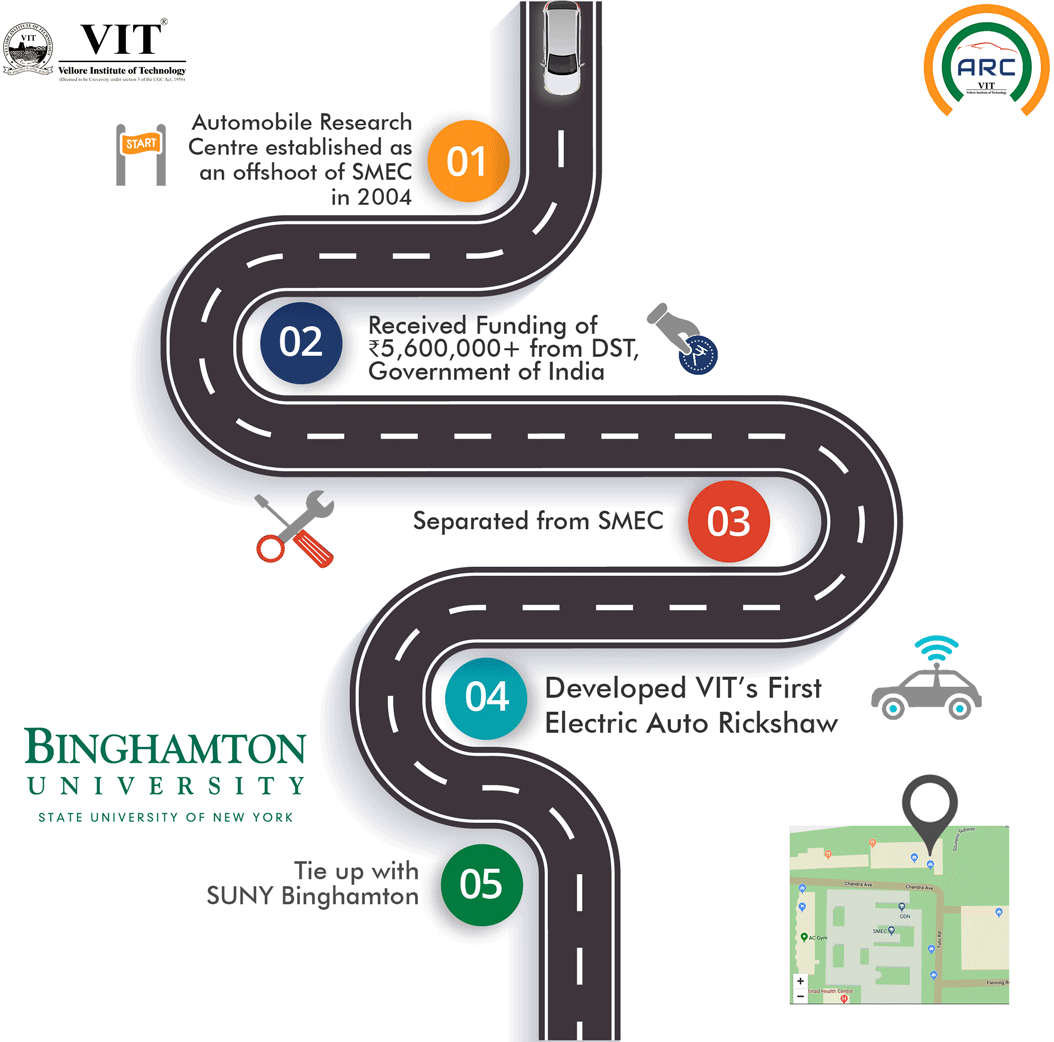 VIT®
VIT
Vellore Institute of Technology
(Deemed to be University under section 3 of the UGC Act, 1956)
ARC
VIT
Vellore Institute of Technology
START
Automobile Research
Centre established as
an offshoot of SMEC
in 2004
01
02
Received Funding of
₹5,600,000+ from DST,
Government of India
₹
Separated from SMEC
03
04
Developed VIT's First
Electric Auto Rickshaw
BINGHAMTON
UNIVERSITY
STATE UNIVERSITY OF NEW YORK
Tie up with
SUNY Binghamton
05
Chandra Ave
Chandra Ave
GDN
SMEC
AC Gym
Fleming R
Health Centre
+
−